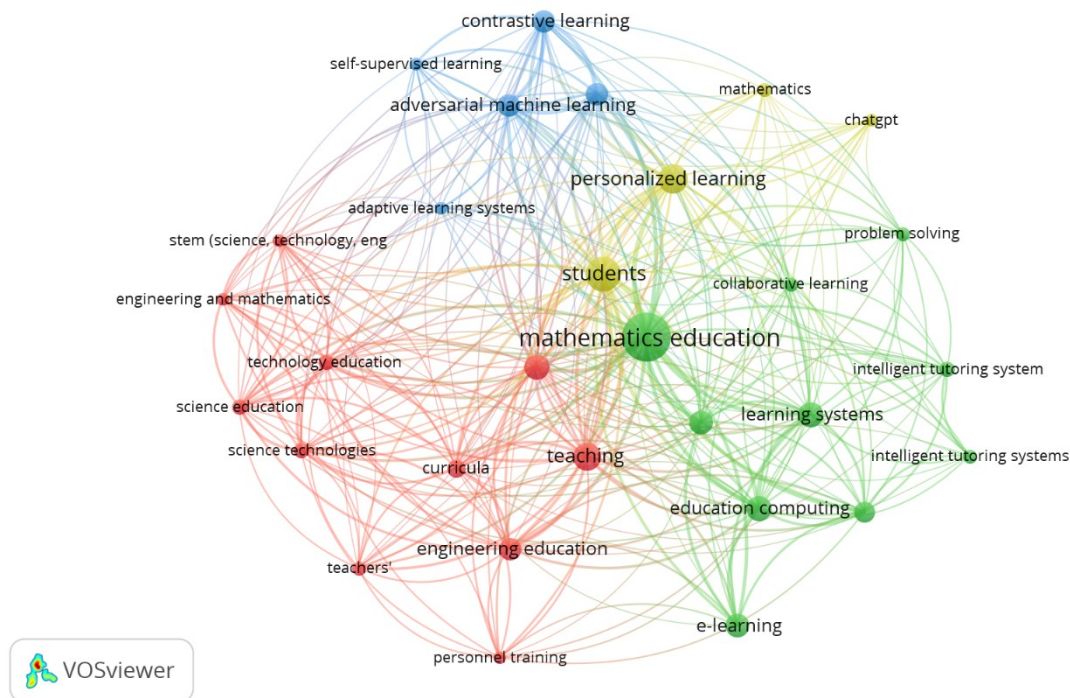 contrastive learning
self-supervised learning
mathematics
adversarial machine learning
chatgpt
personalized learning
adaptive learning systems
problem solving
stem (science, technology, eng
students
collaborative learning
engineering and mathematics
mathematics education
technology education
intelligent tutoring system
science education
learning systems
science technologies
teaching
intelligent tutoring systems
curricula
education computing
engineering education
teachers'
e-learning
personnel training
VOSviewer